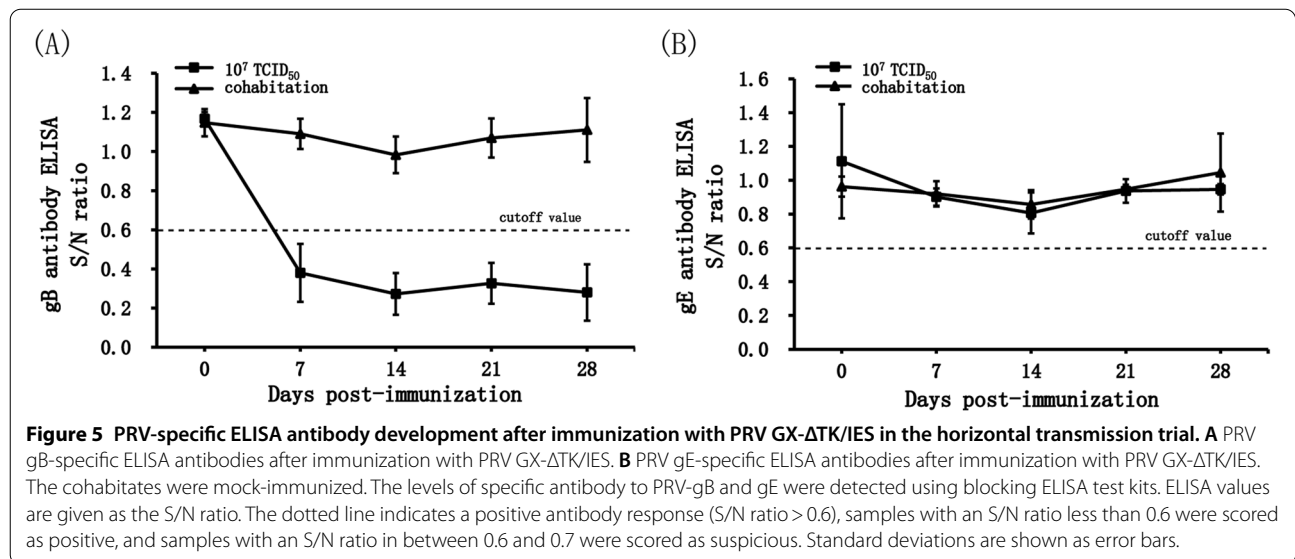 (A)
10⁷ TCID₅₀
cohabitation
gB antibody ELISA
S/N ratio
1.4
1.2
1.0
0.8
0.6
0.4
0.2
0.0
cutoff value
0 7 14 21 28
Days post-immunization
(B)
10⁷ TCID₅₀
cohabitation
gE antibody ELISA
S/N ratio
1.6
1.4
1.2
1.0
0.8
0.6
0.4
0.2
0.0
cutoff value
0 7 14 21 28
Days post-immunization
Figure 5 PRV-specific ELISA antibody development after immunization with PRV GX-ΔTK/IES in the horizontal transmission trial. A PRV
gB-specific ELISA antibodies after immunization with PRV GX-ΔTK/IES. B PRV gE-specific ELISA antibodies after immunization with PRV GX-ΔTK/IES.
The cohabitates were mock-immunized. The levels of specific antibody to PRV-gB and gE were detected using blocking ELISA test kits. ELISA values
are given as the S/N ratio. The dotted line indicates a positive antibody response (S/N ratio > 0.6), samples with an S/N ratio less than 0.6 were scored
as positive, and samples with an S/N ratio in between 0.6 and 0.7 were scored as suspicious. Standard deviations are shown as error bars.